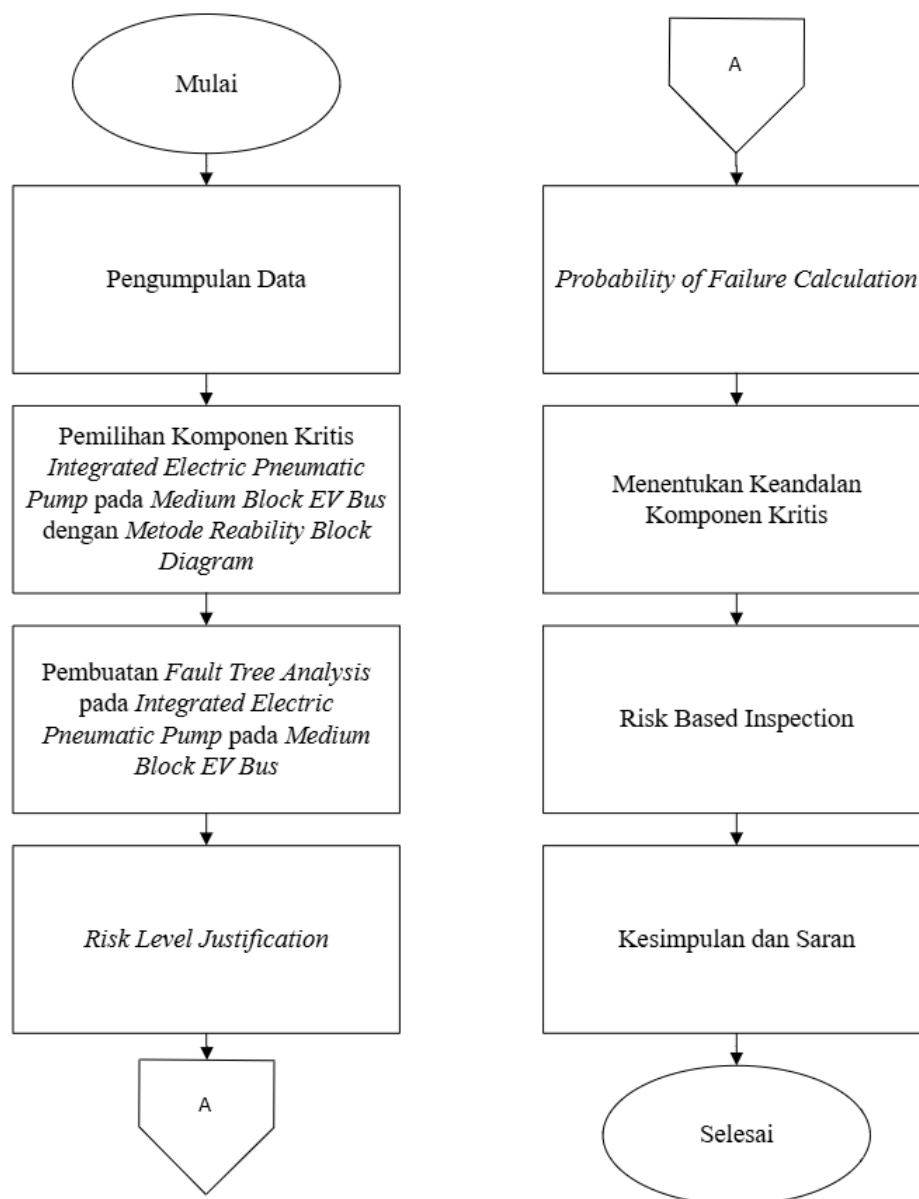 Mulai
Pengumpulan Data
Pemilihan Komponen Kritis
Integrated Electric Pneumatic
Pump pada Medium Block EV Bus
dengan Metode Reability Block
Diagram
Pembuatan Fault Tree Analysis
pada Integrated Electric
Pneumatic Pump pada Medium
Block EV Bus
Risk Level Justification
A
A
Probability of Failure Calculation
Menentukan Keandalan
Komponen Kritis
Risk Based Inspection
Kesimpulan dan Saran
Selesai